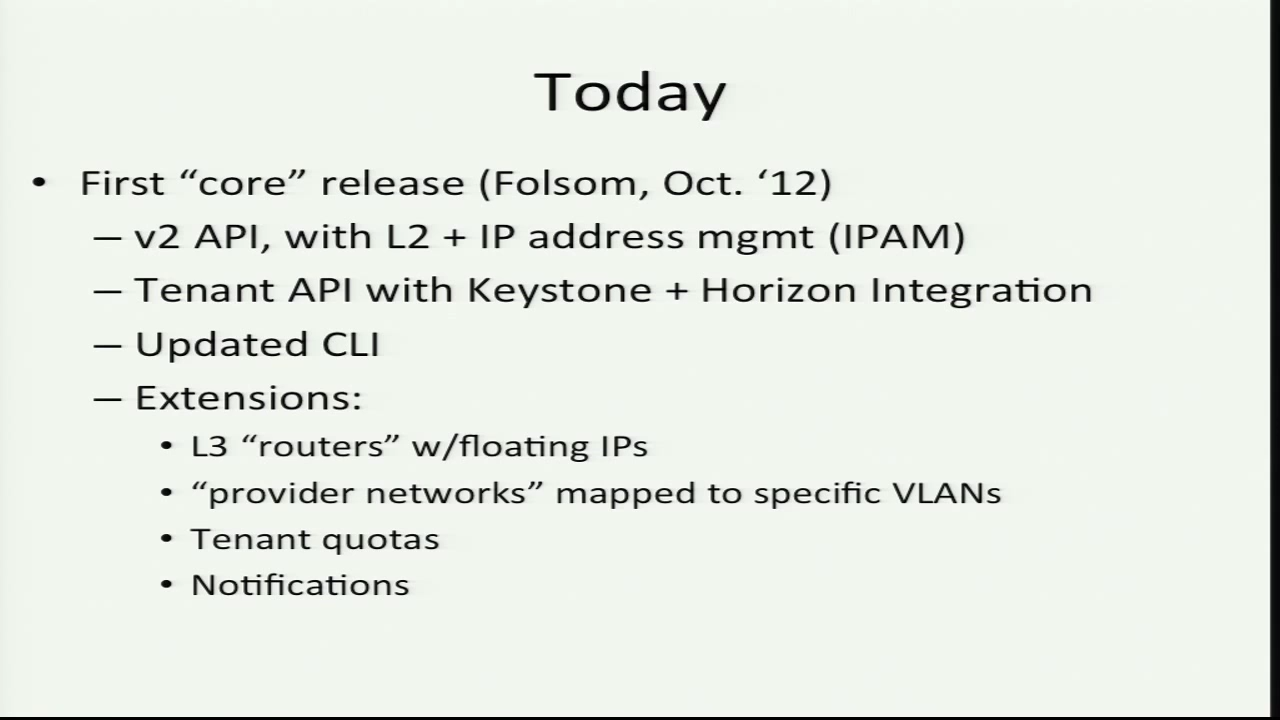 Today
• First “core” release (Folsom, Oct. ‘12)
– v2 API, with L2 + IP address mgmt (IPAM)
– Tenant API with Keystone + Horizon Integration
– Updated CLI
– Extensions:
• L3 “routers” w/floating IPs
• “provider networks” mapped to specific VLANs
• Tenant quotas
• Notifications